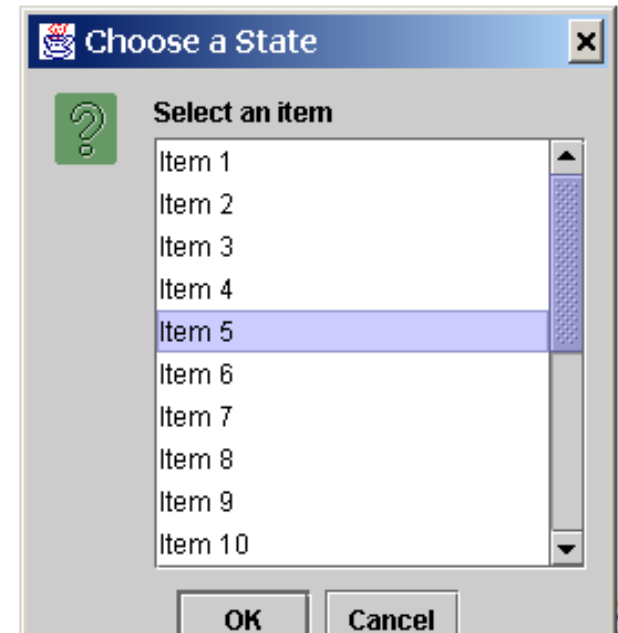 Choose a State
Select an item
Item 1
Item 2
Item 3
Item 4
Item 5
Item 6
Item 7
Item 8
Item 9
Item 10
OK Cancel